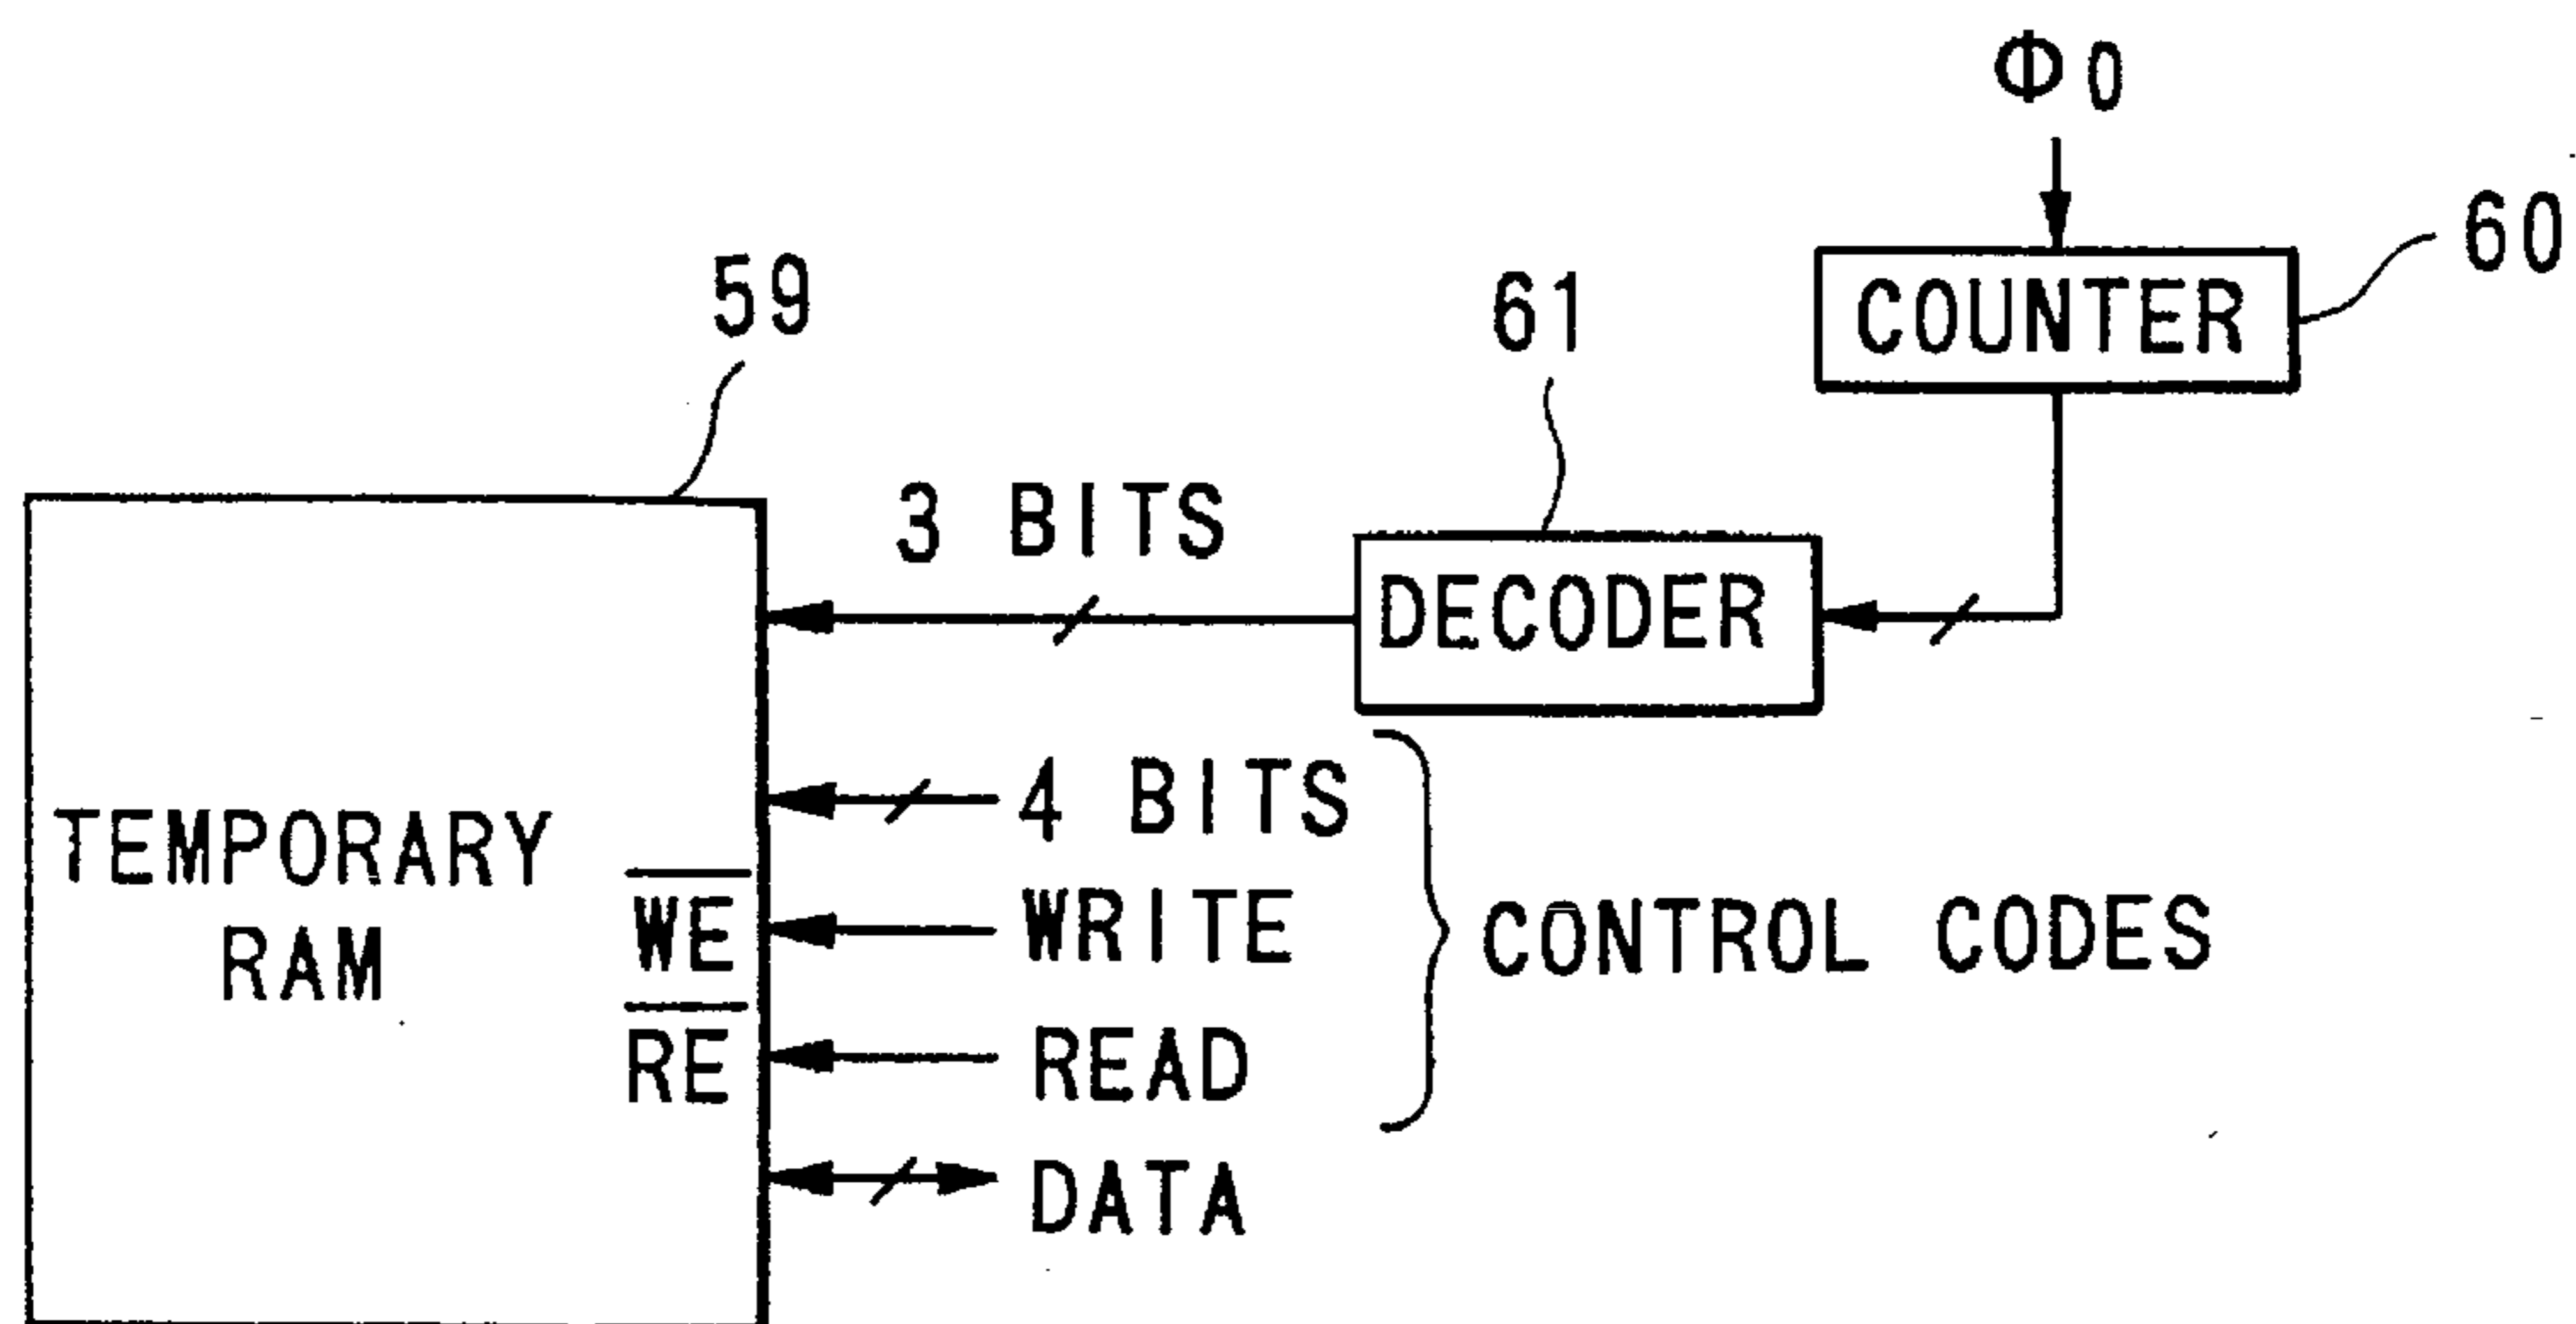 Φ0
60
COUNTER
59
61
3 BITS
DECODER
4 BITS
TEMPORARY
RAM
WE
WRITE
RE
READ
CONTROL CODES
DATA